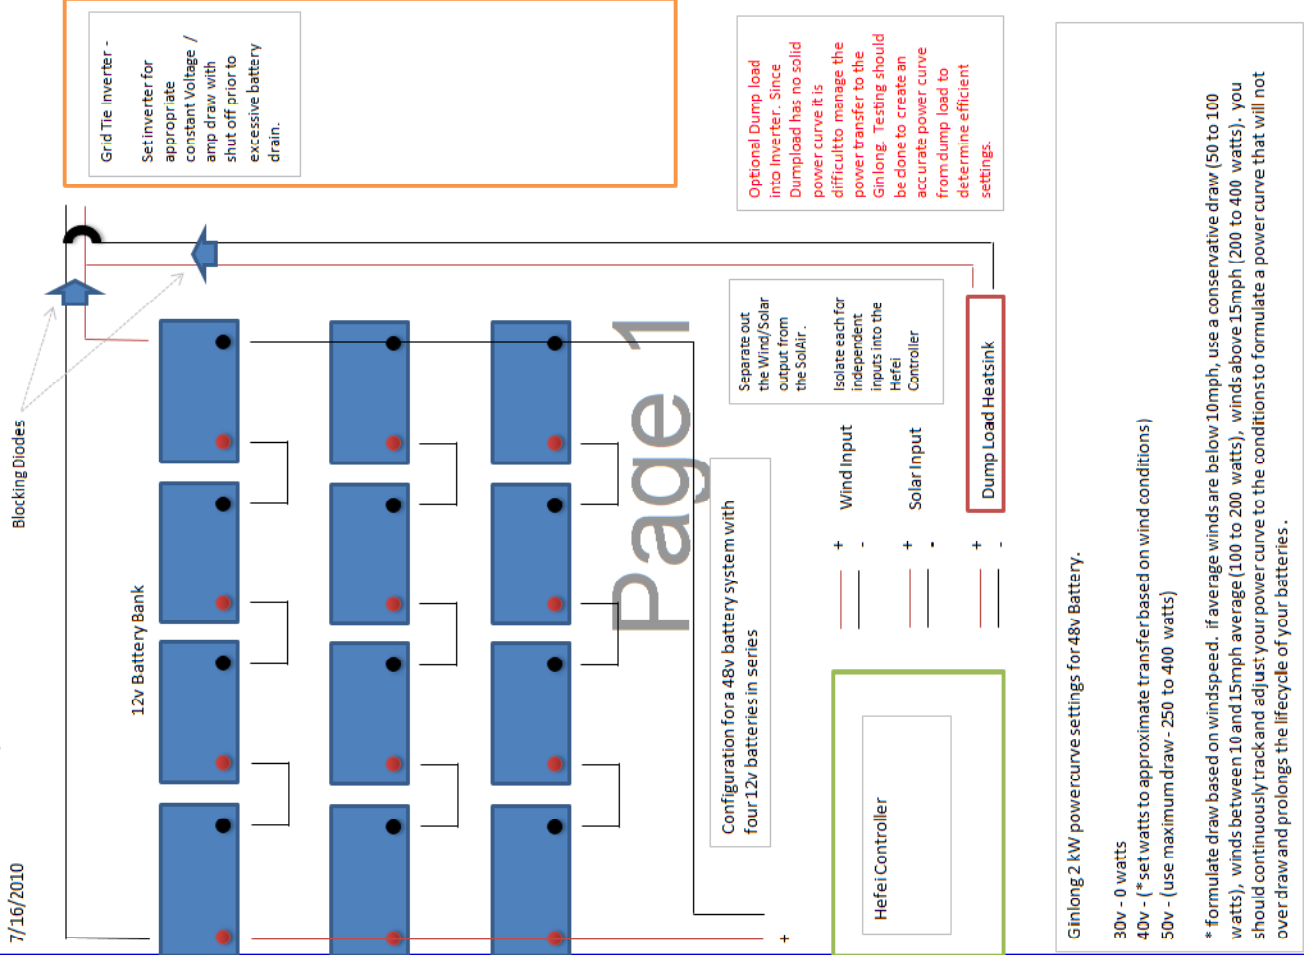 7/16/2010
Blocking Diodes
12v Battery Bank
Grid Tie Inverter -
Set inverter for
appropriate
constant Voltage /
amp draw with
shut off prior to
excessive battery
drain.
Page 1
Configuration for a 48v battery system with
four 12v batteries in series
+
Separate out
the Wind/Solar
output from
the SolAir.
Isolate each for
independent
inputs into the
Hefei
Controller
Optional Dump load
into Inverter. Since
Dumpload has no solid
power curve it is
difficult to manage the
power transfer to the
Ginlong. Testing should
be done to create an
accurate power curve
from dump load to
determine efficient
settings.
Hefei Controller
+ Wind Input
-
+ Solar Input
-
+ Dump Load Heatsink
-
Ginlong 2 kW power curve settings for 48v Battery.
30v - 0 watts
40v - (*set watts to approximate transfer based on wind conditions)
50v - (use maximum draw - 250 to 400 watts)
* formulate draw based on windspeed. if average winds are below 10mph, use a conservative draw (50 to 100
watts), winds between 10 and 15mph average (100 to 200 watts), winds above 15mph (200 to 400 watts). you
should continuously track and adjust your power curve to the conditions to formulate a power curve that will not
over draw and prolongs the lifecycle of your batteries.